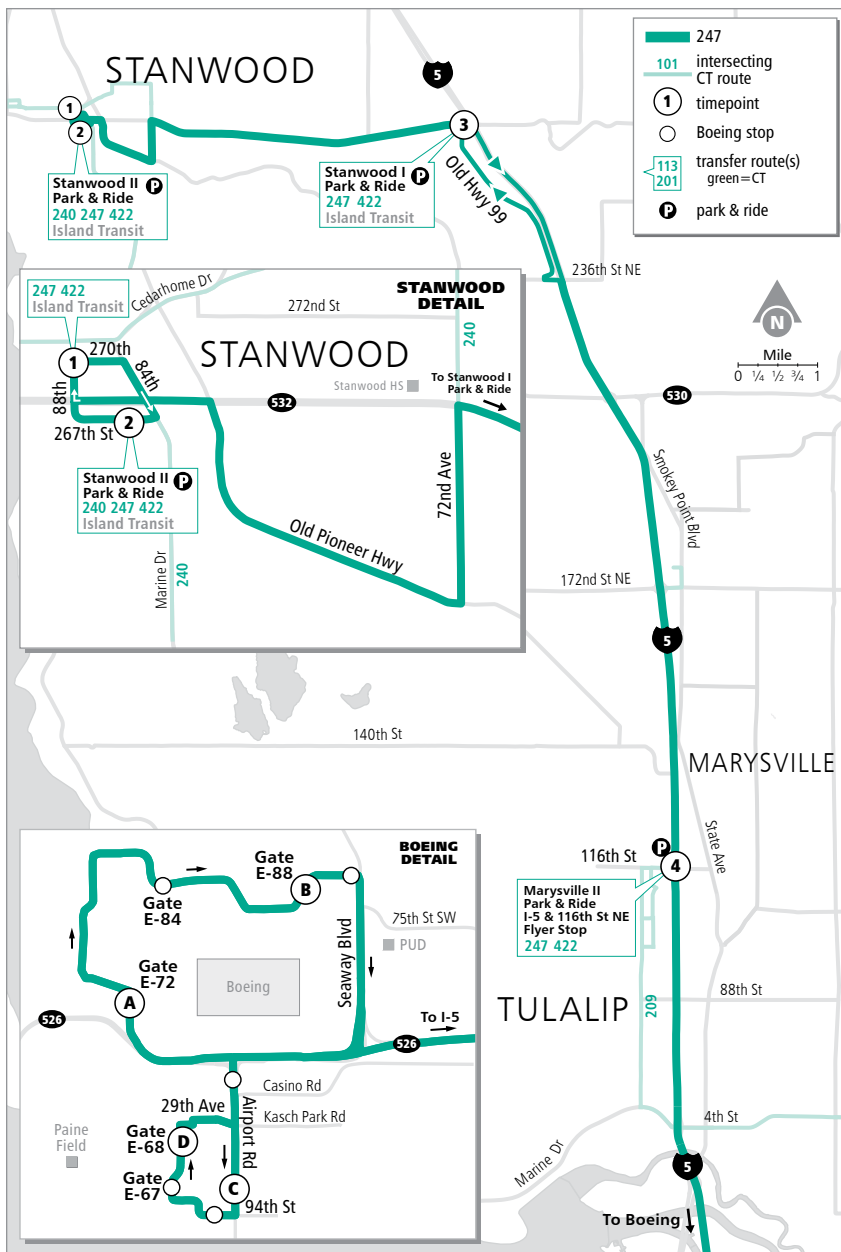 STANWOOD
5
247
101 intersecting
CT route
1 timepoint
Boeing stop
113 transfer route(s)
201 green=CT
P park & ride
1
2
3
Stanwood II
Park & Ride
P
240 247 422
Island Transit
Stanwood I
Park & Ride
P
247 422
Island Transit
Old Hwy 99
236th St NE
N
Mile
0 ¼ ½ ¾ 1
STANWOOD
DETAIL
247 422
Island Transit
Cedarhome Dr
272nd St
240
STANWOOD
1
270th
84th
88th
Stanwood HS
To Stanwood I
Park & Ride
532
267th St
2
Stanwood II
Park & Ride
P
240 247 422
Island Transit
72nd Ave
Old Pioneer Hwy
Marine Dr
240
530
Smokey Point Blvd
172nd St NE
5
140th St
MARYSVILLE
State Ave
P
116th St
4
Marysville II
Park & Ride
I-5 & 116th St NE
Flyer Stop
247 422
TULALIP
209
88th St
4th St
Marine Dr
5
To Boeing
BOEING
DETAIL
Gate
E-88
B
Gate
E-84
75th St SW
PUD
Gate
E-72
A
Boeing
Seaway Blvd
526
To I-5
526
Casino Rd
29th Ave
Airport Rd
Kasch Park Rd
Paine
Field
Gate
E-68
D
Gate
E-67
C
94th St